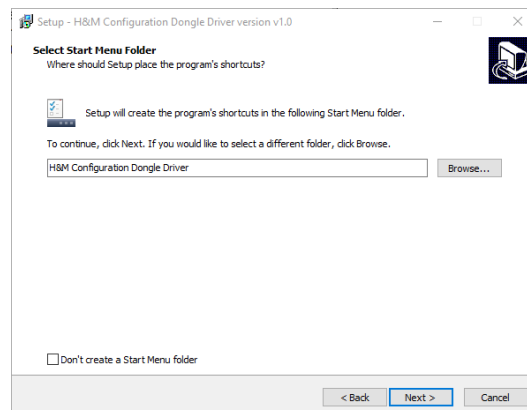 Setup - H&M Configuration Dongle Driver version v1.0
Select Start Menu Folder
Where should Setup place the program's shortcuts?
Setup will create the program's shortcuts in the following Start Menu folder.
To continue, click Next. If you would like to select a different folder, click Browse.
H&M Configuration Dongle Driver
Browse...
Don't create a Start Menu folder
< Back
Next >
Cancel